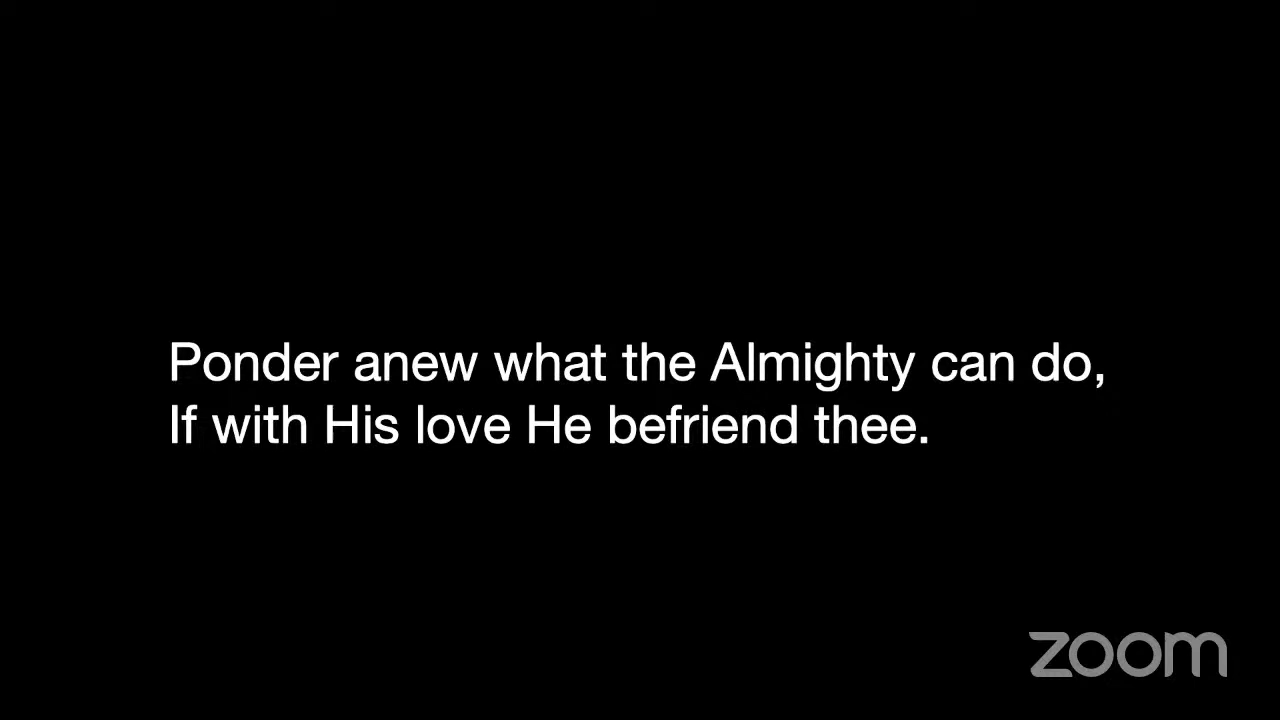 Ponder anew what the Almighty can do,
If with His love He befriend thee.
zoom